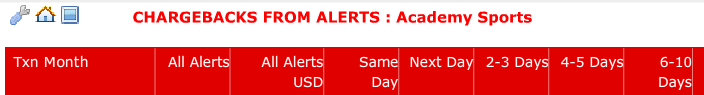 CHARGEBACKS FROM ALERTS : Academy Sports
Txn Month All Alerts All Alerts USD Same Day Next Day 2-3 Days 4-5 Days 6-10 Days